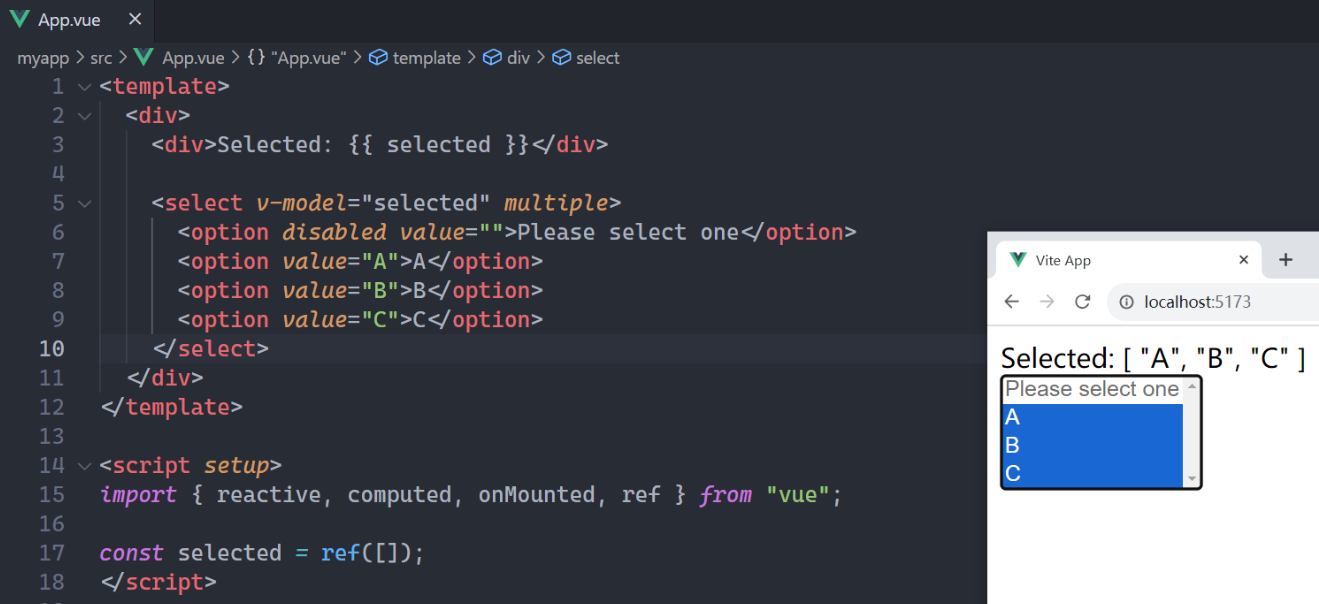 App.vue ×
myapp > src > App.vue > {} "App.vue" > template > div > select
1 <template>
2 <div>
3 <div>Selected: {{ selected }}</div>
4
5 <select v-model="selected" multiple>
6 <option disabled value="">Please select one</option>
7 <option value="A">A</option>
8 <option value="B">B</option>
9 <option value="C">C</option>
10 </select>
11 </div>
12 </template>
13
14 <script setup>
15 import { reactive, computed, onMounted, ref } from "vue";
16
17 const selected = ref([]);
18 </script>
Vite App × +
localhost:5173
Selected: [ "A", "B", "C" ]
Please select one
A
B
C